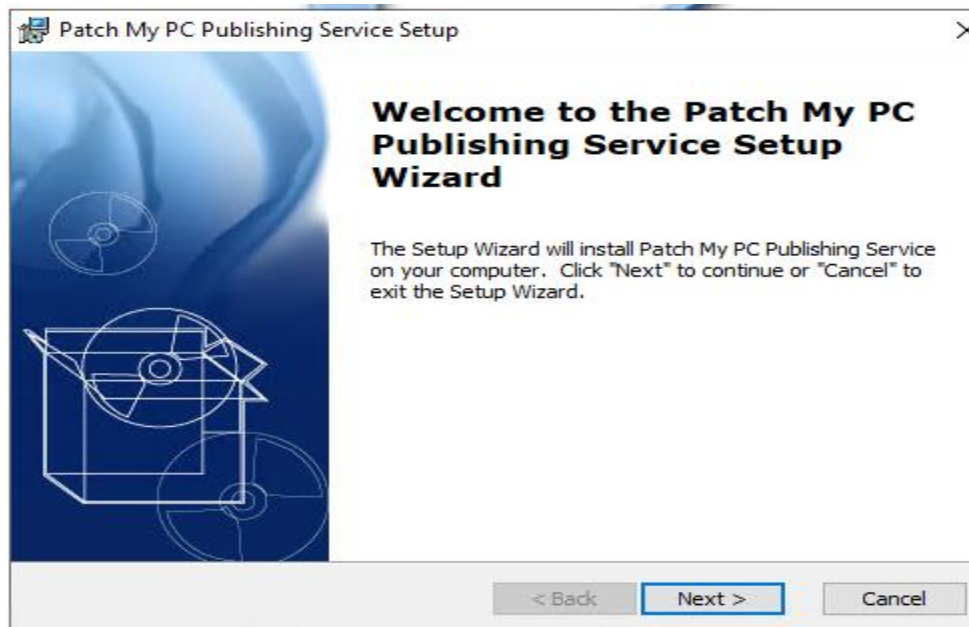 Patch My PC Publishing Service Setup
Welcome to the Patch My PC
Publishing Service Setup
Wizard
The Setup Wizard will install Patch My PC Publishing Service
on your computer.  Click "Next" to continue or "Cancel" to
exit the Setup Wizard.
< Back
Next >
Cancel